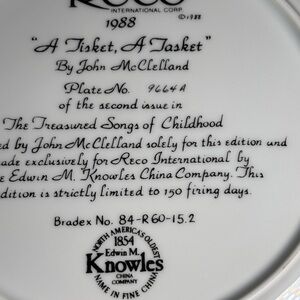 RECO
INTERNATIONAL CORP.
1988
©1988
"A Tisket, A Tasket"
By John McClelland
Plate No. 9664A
of the second issue in
The Treasured Songs of Childhood
ed by John McClelland solely for this edition and
ade exclusively for Reco International by
e Edwin M. Knowles China Company. This
dition is strictly limited to 150 firing days.
Bradex No. 84-R60-15.2
NORTH AMERICA'S OLDEST
1854
Edwin M.
Knowles
CHINA
COMPANY
NAME IN FINE CHINA